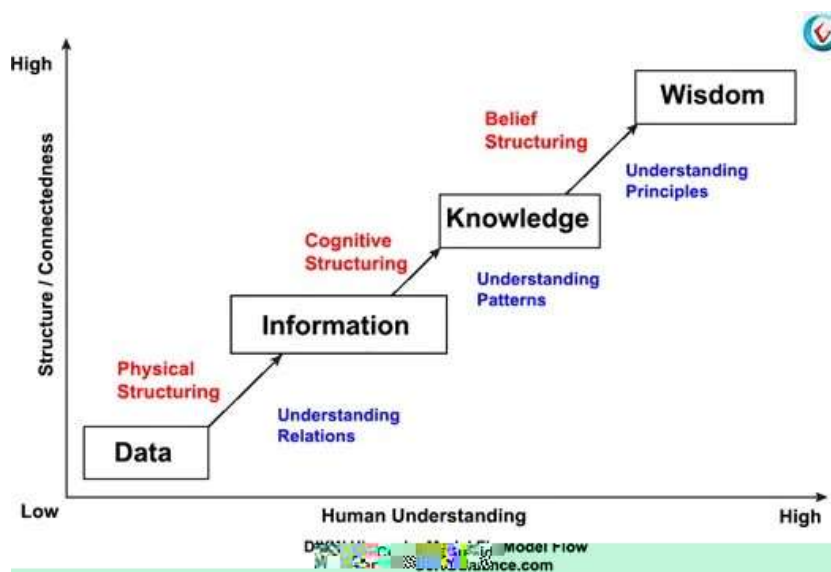 High
Structure / Connectedness
Wisdom
Belief
Structuring
Understanding
Principles
Knowledge
Cognitive
Structuring
Understanding
Patterns
Information
Physical
Structuring
Understanding
Relations
Data
Low
Human Understanding
High
Model Flow